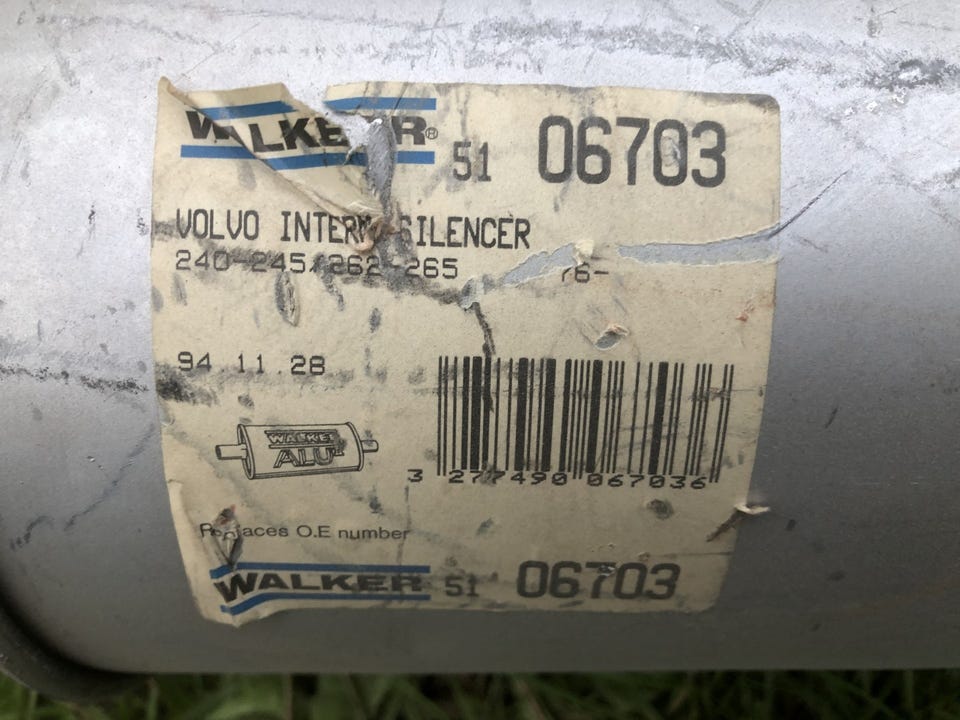 WALKER® 51 06703
VOLVO INTERM. SILENCER
240-245/262-265 76-
94.11.28
WALKER
ALU
3 277490 067036
Replaces O.E number
WALKER 51 06703